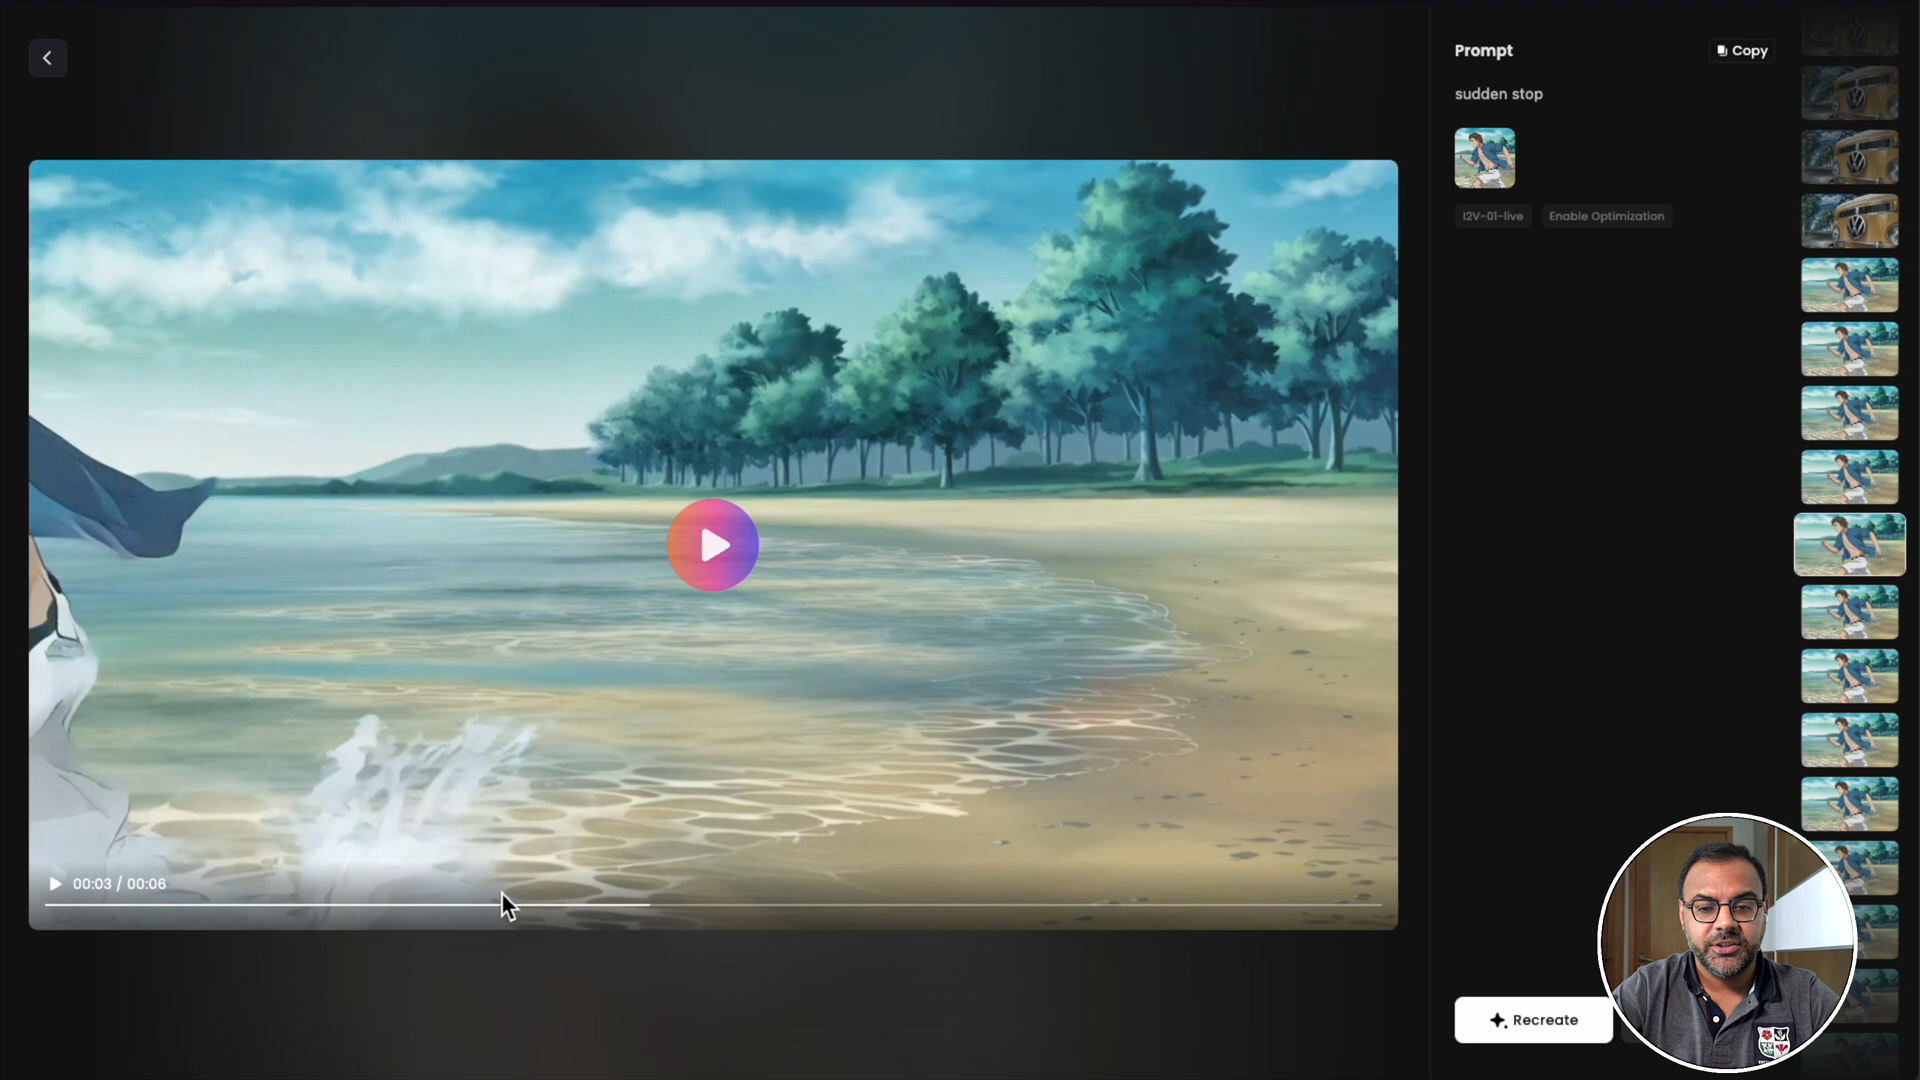 Prompt
Copy
sudden stop
I2V-01-live
Enable Optimization
00:03 / 00:06
Recreate